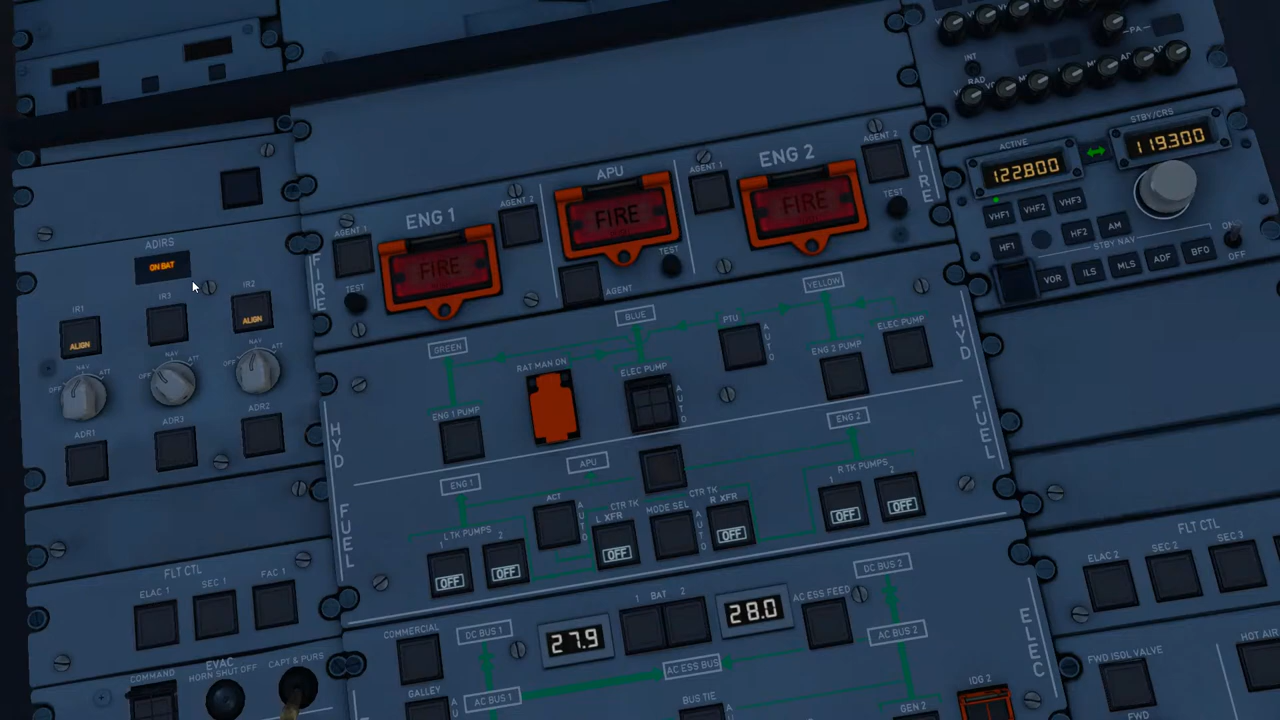 INT
PA
RAD
ACTIVE
STBY/CRS
122.800
119.300
VHF1
VHF2
VHF3
HF1
HF2
AM
STBY NAV
VOR
ILS
MLS
ADF
BFO
ON
OFF
ADIRS
ON BAT
IR1
IR3
IR2
ALIGN
ALIGN
OFF
NAV
ATT
OFF
NAV
ATT
OFF
NAV
ATT
ADR1
ADR3
ADR2
FIRE
ENG 1
APU
ENG 2
FIRE
AGENT 1
AGENT 2
AGENT 1
AGENT 2
FIRE
FIRE
FIRE
TEST
AGENT
TEST
TEST
HYD
GREEN
BLUE
YELLOW
HYD
RAT MAN ON
PTU
AUTO
ELEC PUMP
ENG 1 PUMP
ELEC PUMP
AUTO
ENG 2 PUMP
FUEL
ENG 1
APU
ENG 2
FUEL
L TK PUMPS
1
2
OFF
OFF
ACT
AUTO
CTR TK
L XFR
OFF
MODE SEL
AUTO
CTR TK
R XFR
OFF
R TK PUMPS
1
2
OFF
OFF
FLT CTL
ELAC 1
SEC 1
FAC 1
FLT CTL
ELAC 2
SEC 2
SEC 3
EVAC
COMMAND
HORN SHUT OFF
CAPT & PURS
COMMERCIAL
GALLEY
DC BUS 1
27.9
1 BAT 2
28.0
AC ESS FEED
DC BUS 2
AC BUS 1
AC ESS BUS
AC BUS 2
ELEC
BUS TIE
GEN 2
IDG 2
FWD ISOL VALVE
HOT AIR